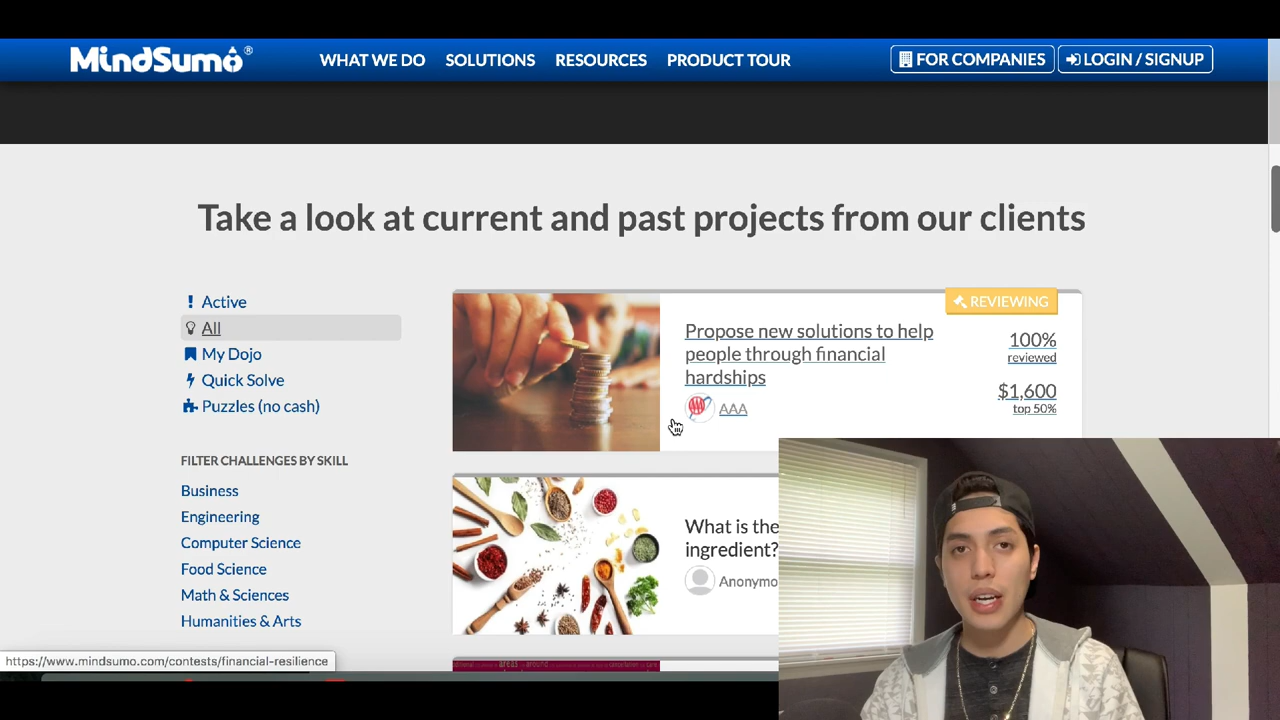 MindSumo
WHAT WE DO
SOLUTIONS
RESOURCES
PRODUCT TOUR
FOR COMPANIES
LOGIN / SIGNUP
Take a look at current and past projects from our clients
Active
All
My Dojo
Quick Solve
Puzzles (no cash)
FILTER CHALLENGES BY SKILL
Business
Engineering
Computer Science
Food Science
Math & Sciences
Humanities & Arts
REVIEWING
Propose new solutions to help
people through financial
hardships
AAA
100%
reviewed
$1,600
top 50%
What is the
ingredient?
Anonymo
https://www.mindsumo.com/contests/financial-resilience